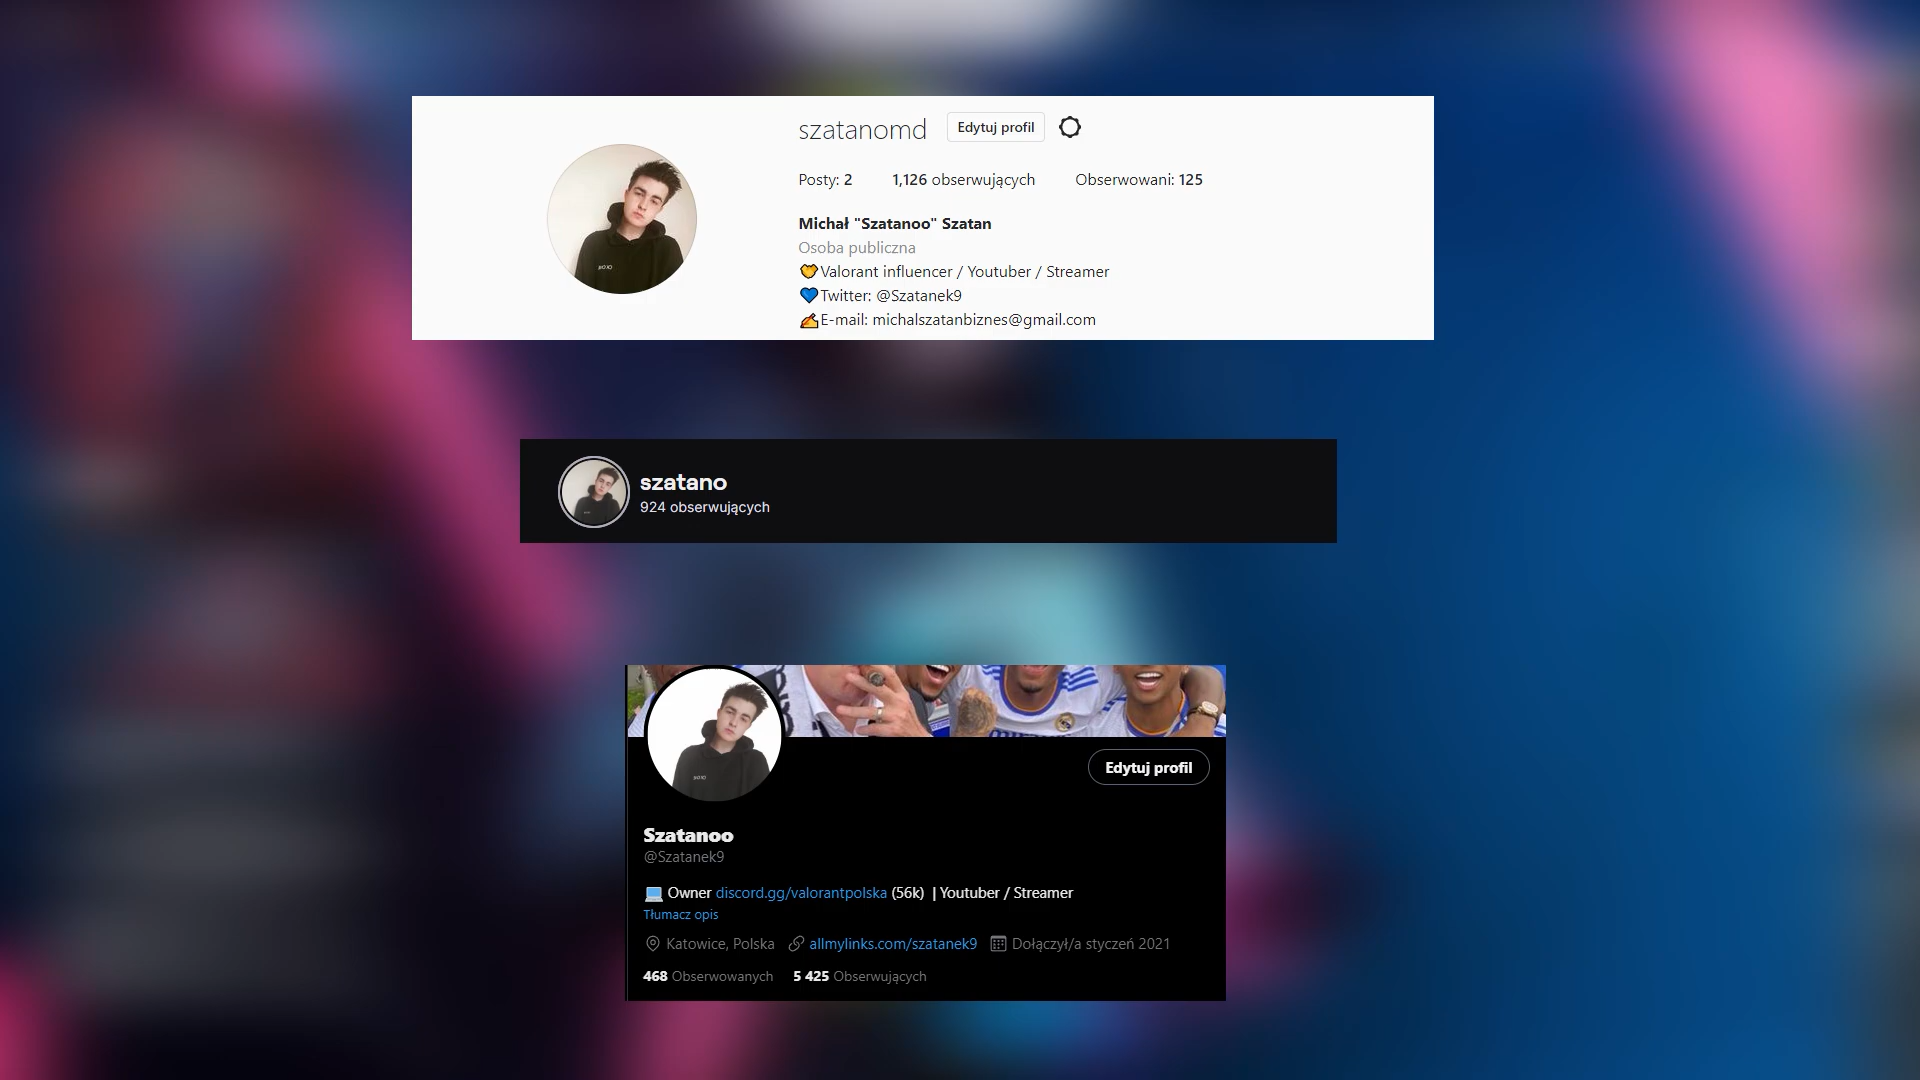 szatanomd Edytuj profil
Posty: 2 1,126 obserwujących Obserwowani: 125
Michał "Szatanoo" Szatan
Osoba publiczna
💛Valorant influencer / Youtuber / Streamer
💙Twitter: @Szatanek9
✍E-mail: michalszatanbiznes@gmail.com
szatano
924 obserwujących
Edytuj profil
Szatanoo
@Szatanek9
💻 Owner discord.gg/valorantpolska (56k) | Youtuber / Streamer
Tłumacz opis
Katowice, Polska allmylinks.com/szatanek9 Dołączył/a styczeń 2021
468 Obserwowanych 5 425 Obserwujących